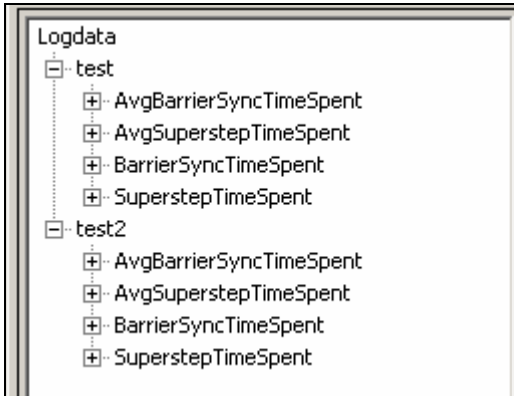 Logdata
test
AvgBarrierSyncTimeSpent
AvgSuperstepTimeSpent
BarrierSyncTimeSpent
SuperstepTimeSpent
test2
AvgBarrierSyncTimeSpent
AvgSuperstepTimeSpent
BarrierSyncTimeSpent
SuperstepTimeSpent